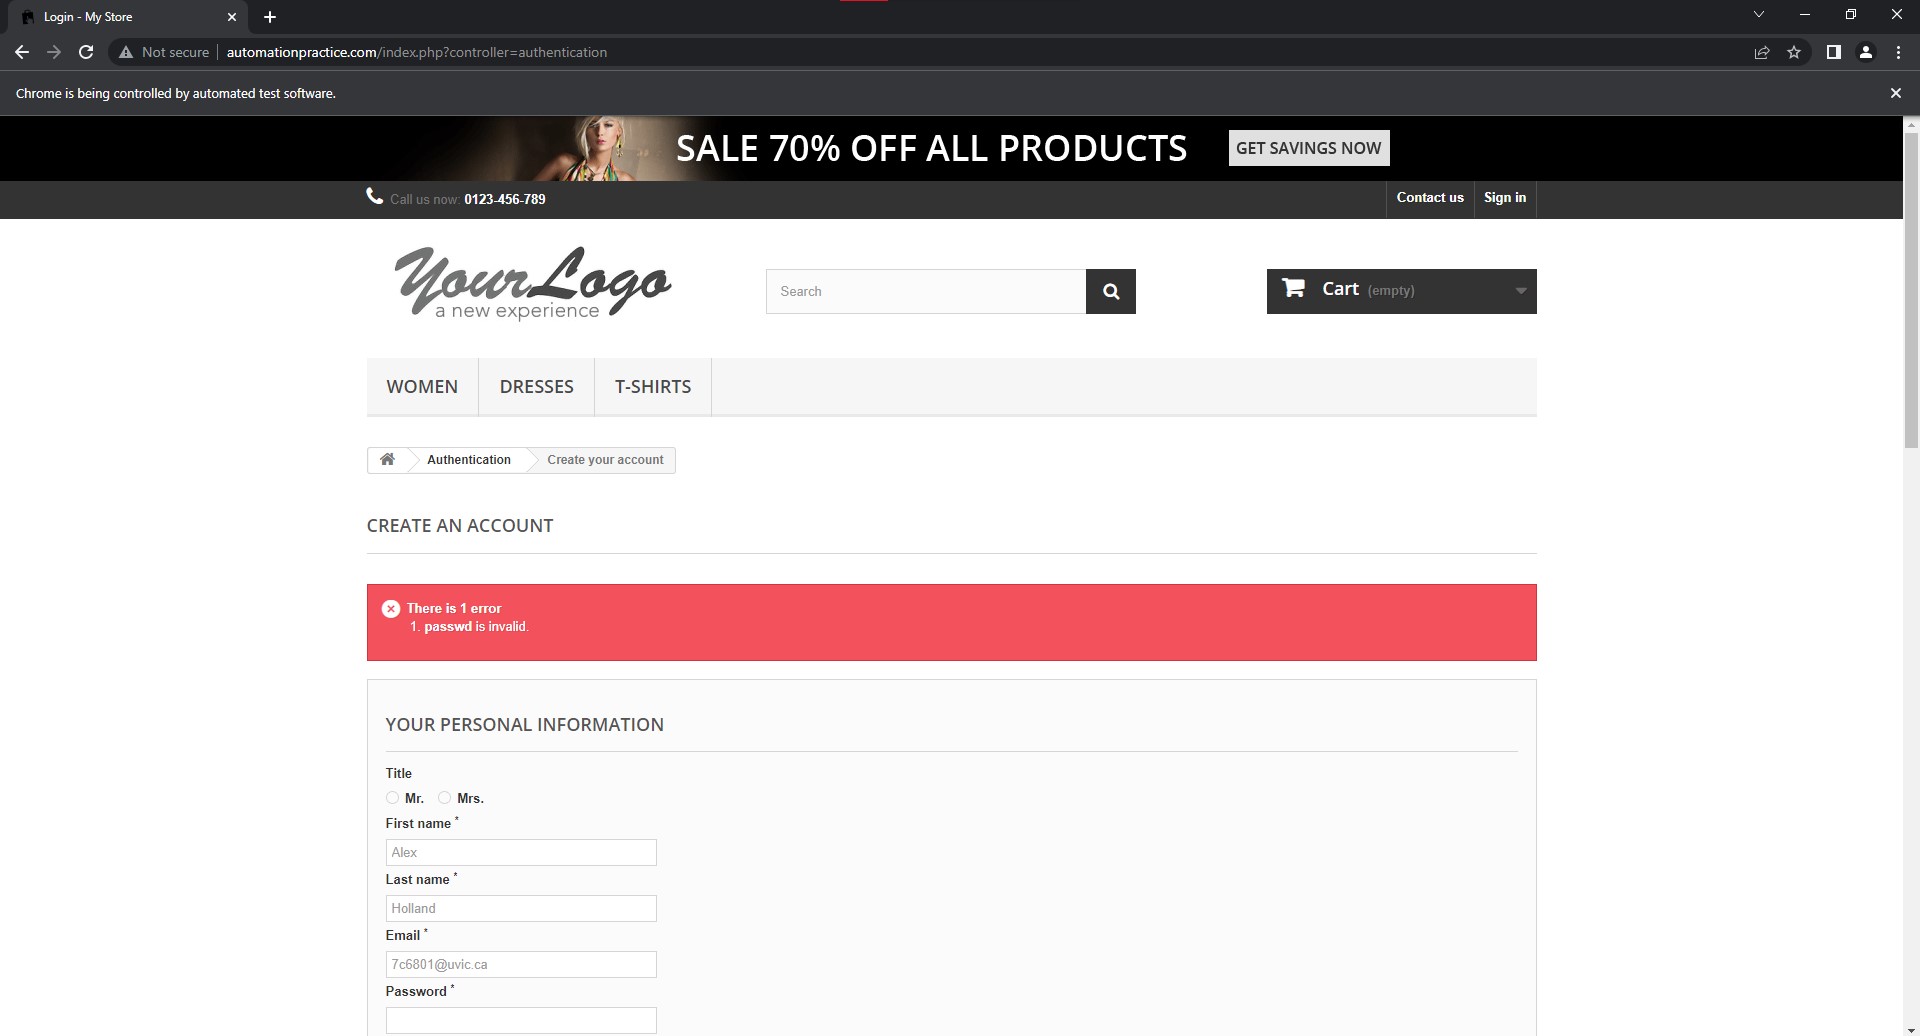 Login - My Store
Not secure automationpractice.com/index.php?controller=authentication
Chrome is being controlled by automated test software.
SALE 70% OFF ALL PRODUCTS GET SAVINGS NOW
Call us now: 0123-456-789 Contact us Sign in
YourLogo
a new experience
Search
Cart (empty)
WOMEN DRESSES T-SHIRTS
Authentication Create your account
CREATE AN ACCOUNT
There is 1 error
1. passwd is invalid.
YOUR PERSONAL INFORMATION
Title
Mr. Mrs.
First name *
Alex
Last name *
Holland
Email *
7c6801@uvic.ca
Password *